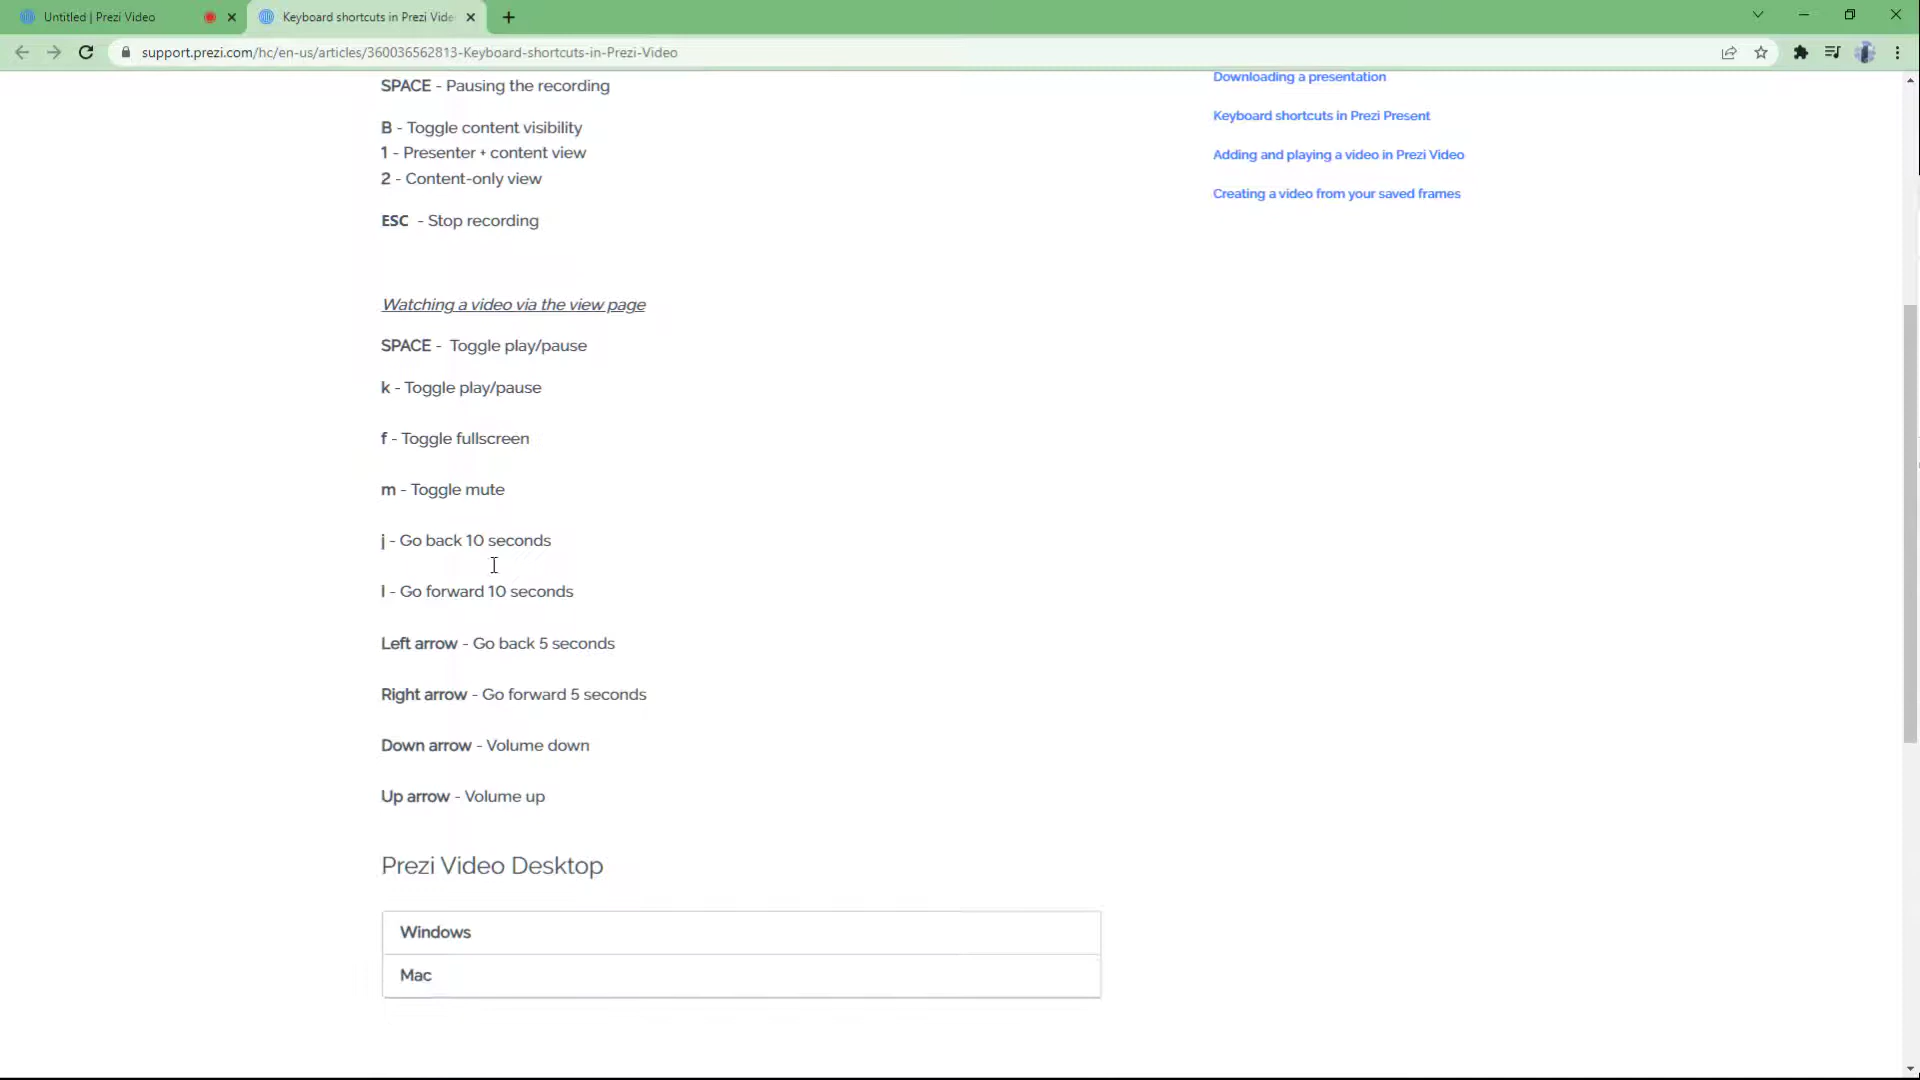 Untitled | Prezi Video
Keyboard shortcuts in Prezi Vide
support.prezi.com/hc/en-us/articles/360036562813-Keyboard-shortcuts-in-Prezi-Video
SPACE - Pausing the recording
B - Toggle content visibility
1 - Presenter + content view
2 - Content-only view
ESC - Stop recording
Watching a video via the view page
SPACE - Toggle play/pause
k - Toggle play/pause
f - Toggle fullscreen
m - Toggle mute
j - Go back 10 seconds
l - Go forward 10 seconds
Left arrow - Go back 5 seconds
Right arrow - Go forward 5 seconds
Down arrow - Volume down
Up arrow - Volume up
Prezi Video Desktop
Windows
Mac
Downloading a presentation
Keyboard shortcuts in Prezi Present
Adding and playing a video in Prezi Video
Creating a video from your saved frames